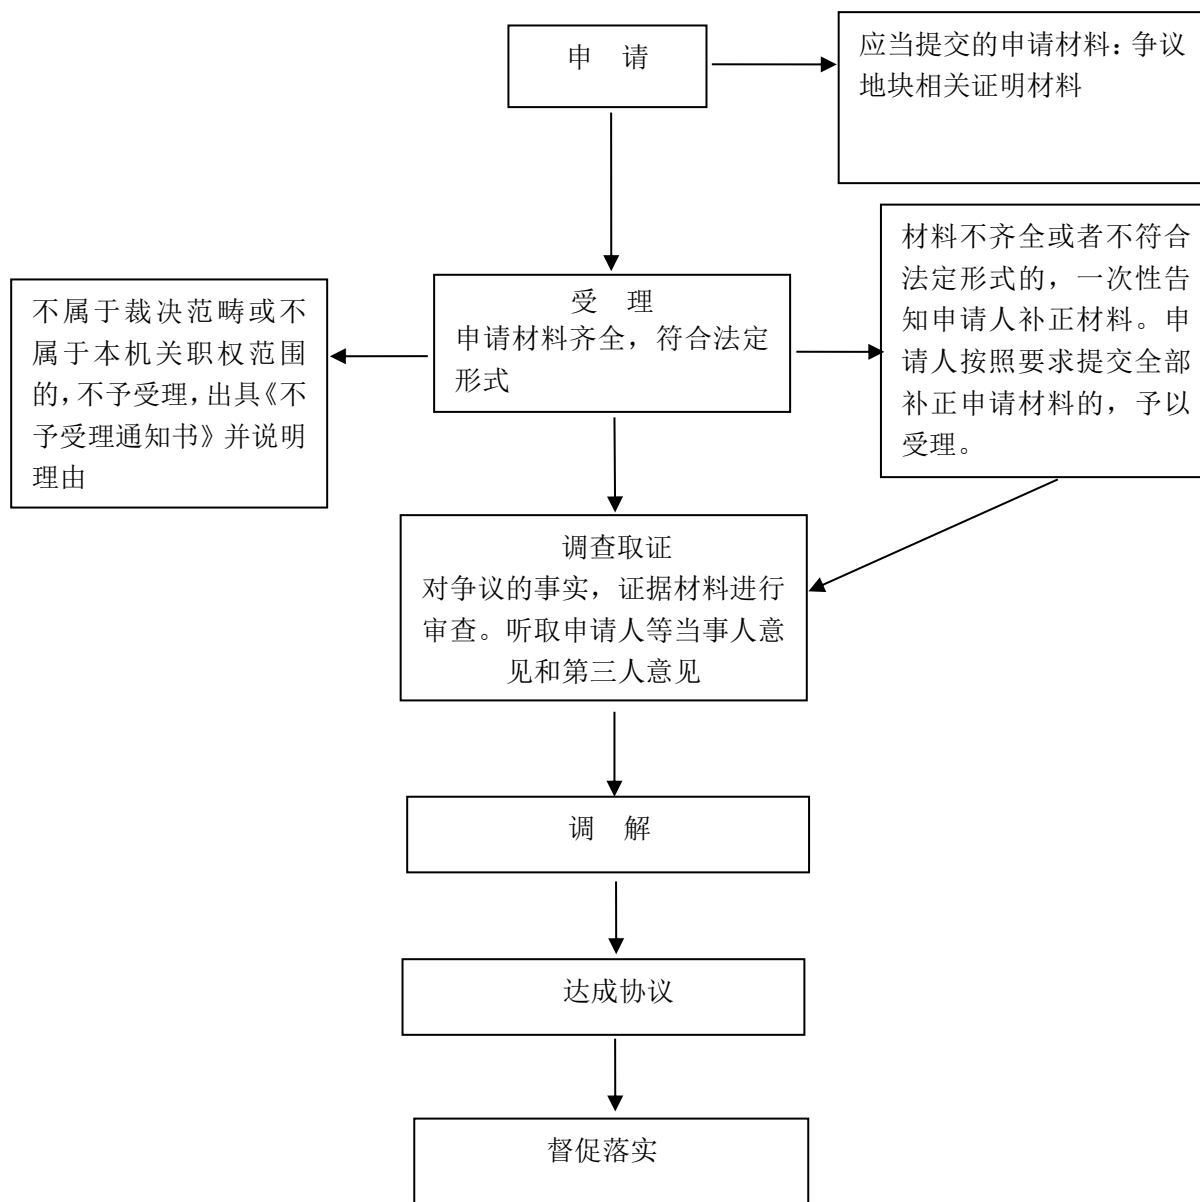 申 请
应当提交的申请材料：争议
地块相关证明材料
受 理
申请材料齐全，符合法定
形式
不属于裁决范畴或不
属于本机关职权范围
的，不予受理，出具《不
予受理通知书》并说明
理由
材料不齐全或者不符合
法定形式的，一次性告
知申请人补正材料。申
请人按照要求提交全部
补正申请材料的，予以
受理。
调查取证
对争议的事实，证据材料进行
审查。听取申请人等当事人意
见和第三人意见
调 解
达成协议
督促落实